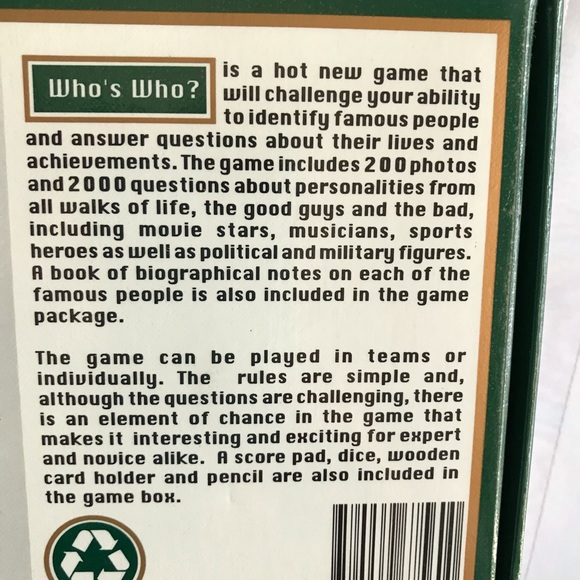 Who's Who? is a hot new game that
will challenge your ability
to identify famous people
and answer questions about their lives and
achievements. The game includes 200 photos
and 2000 questions about personalities from
all walks of life, the good guys and the bad,
including movie stars, musicians, sports
heroes as well as political and military figures.
A book of biographical notes on each of the
famous people is also included in the game
package.
The game can be played in teams or
individually. The rules are simple and,
although the questions are challenging, there
is an element of chance in the game that
makes it interesting and exciting for expert
and novice alike. A score pad, dice, wooden
card holder and pencil are also included in
the game box.